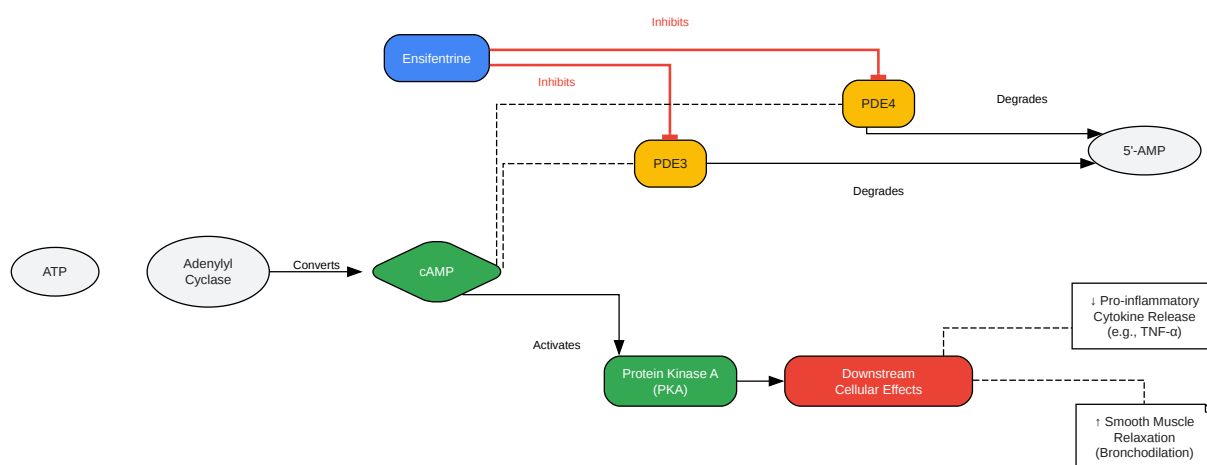 Inhibits
Ensifentrine
Inhibits
PDE4
Degrades
5'-AMP
PDE3
Degrades
ATP
Adenylyl
Cyclase
Converts
cAMP
↓ Pro-inflammatory
Cytokine Release
(e.g., TNF-α)
Activates
Protein Kinase A
(PKA)
Downstream
Cellular Effects
↑ Smooth Muscle
Relaxation
(Bronchodilation)